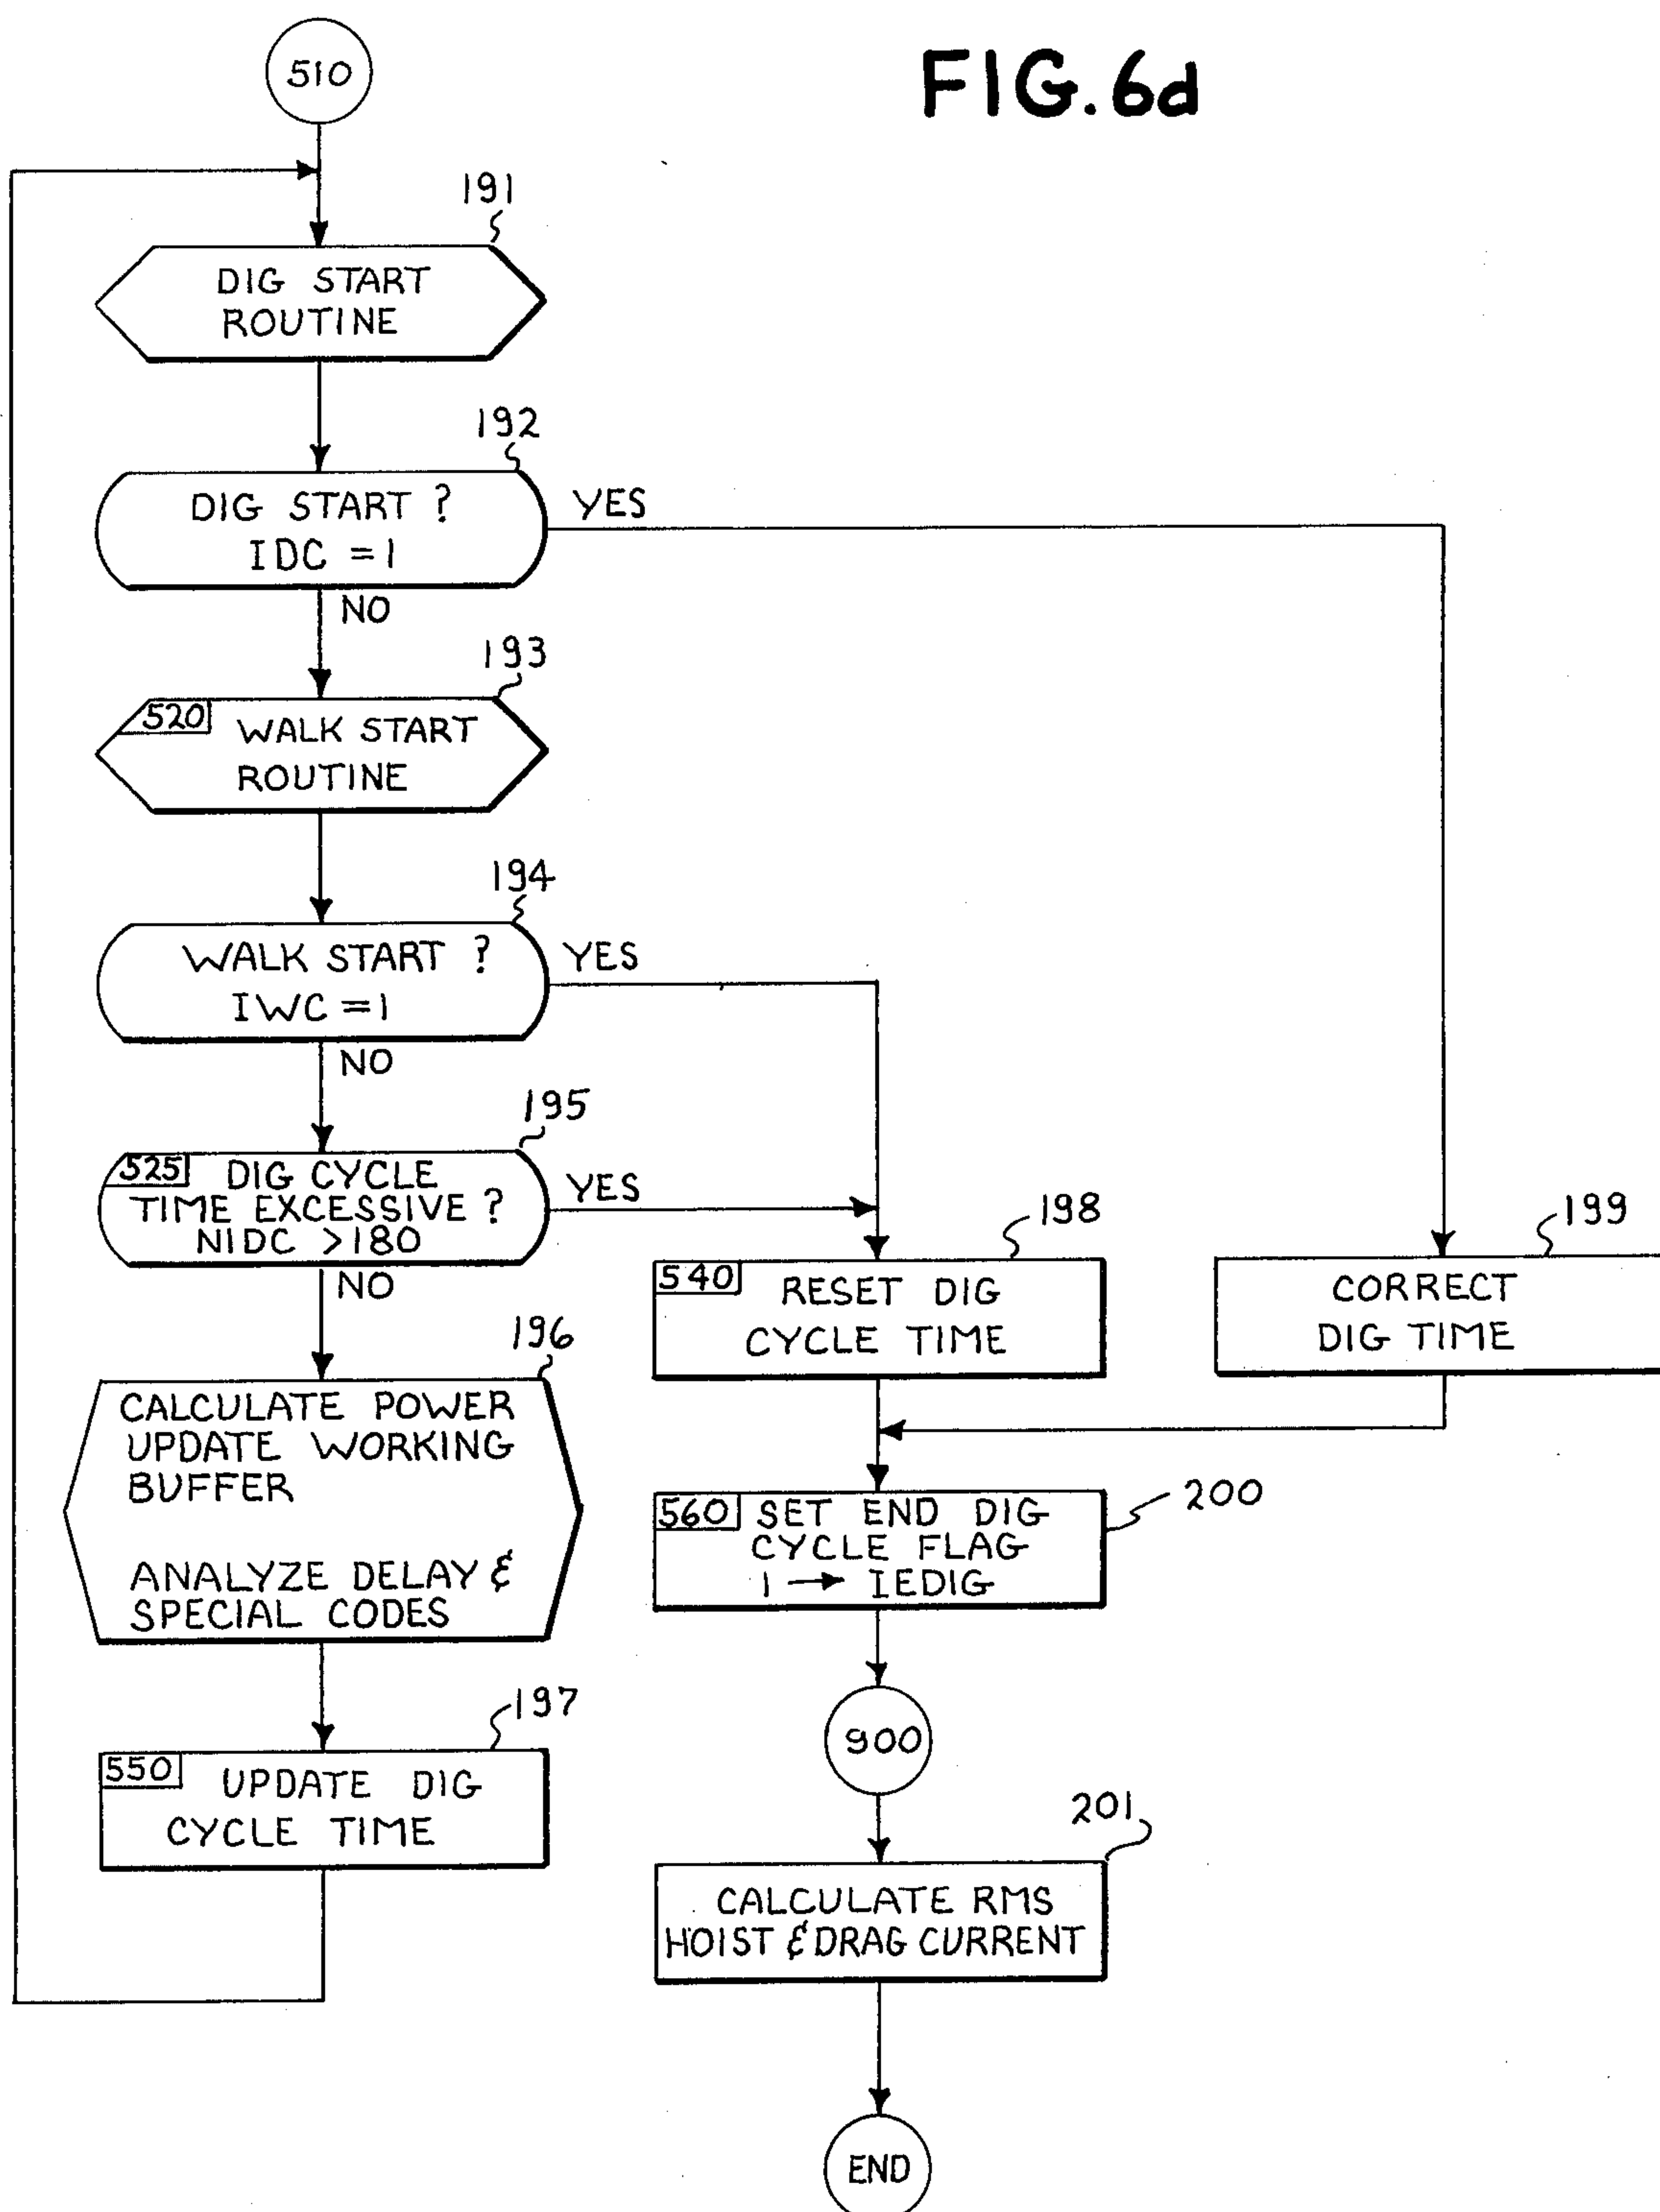 510
FIG.6d
191
DIG START
ROUTINE
192
DIG START ?
IDC = 1
YES
NO
193
520 WALK START
ROUTINE
194
WALK START ?
IWC = 1
YES
NO
195
525 DIG CYCLE
TIME EXCESSIVE ?
NIDC >180
YES
NO
196
CALCULATE POWER
UPDATE WORKING
BUFFER
ANALYZE DELAY &
SPECIAL CODES
197
550 UPDATE DIG
CYCLE TIME
198
540 RESET DIG
CYCLE TIME
199
CORRECT
DIG TIME
200
560 SET END DIG
CYCLE FLAG
1 → IEDIG
900
201
CALCULATE RMS
HOIST & DRAG CURRENT
END